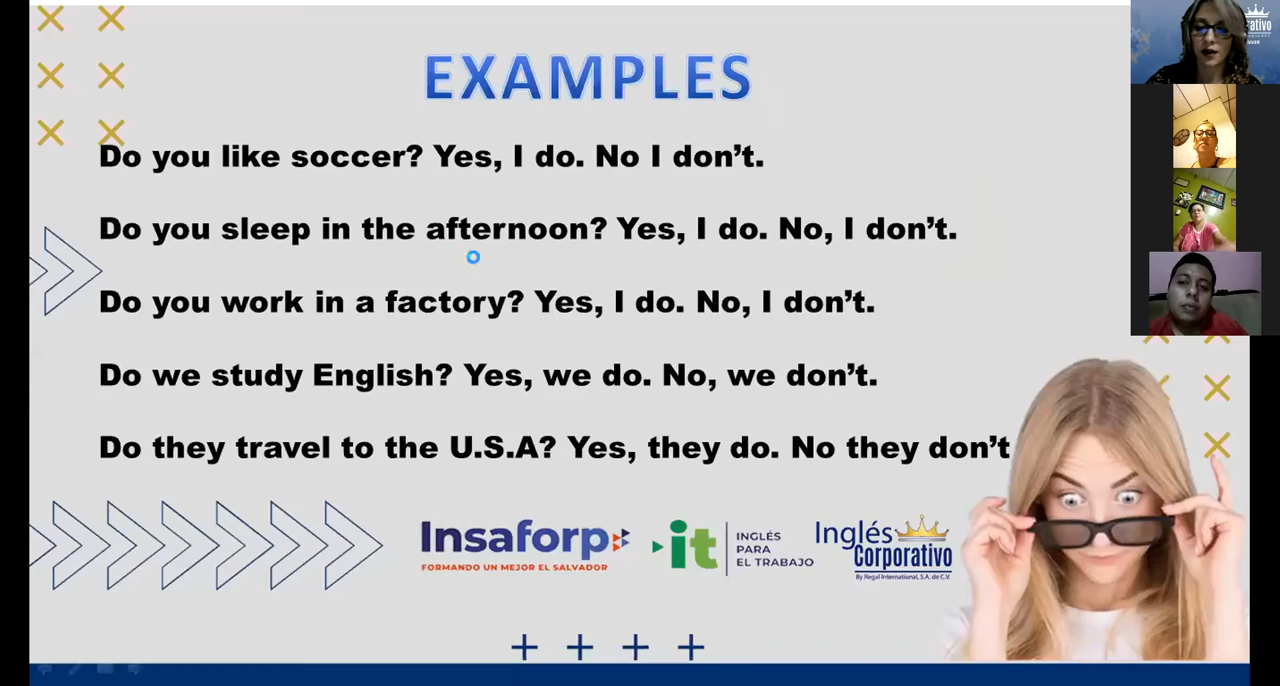 EXAMPLES
Do you like soccer? Yes, I do. No I don't.
Do you sleep in the afternoon? Yes, I do. No, I don't.
Do you work in a factory? Yes, I do. No, I don't.
Do we study English? Yes, we do. No, we don't.
Do they travel to the U.S.A? Yes, they do. No they don't
Insaforp
FORMANDO UN MEJOR EL SALVADOR
it
INGLÉS
PARA
EL TRABAJO
Inglés
Corporativo
By Regal International, S.A. de C.V.